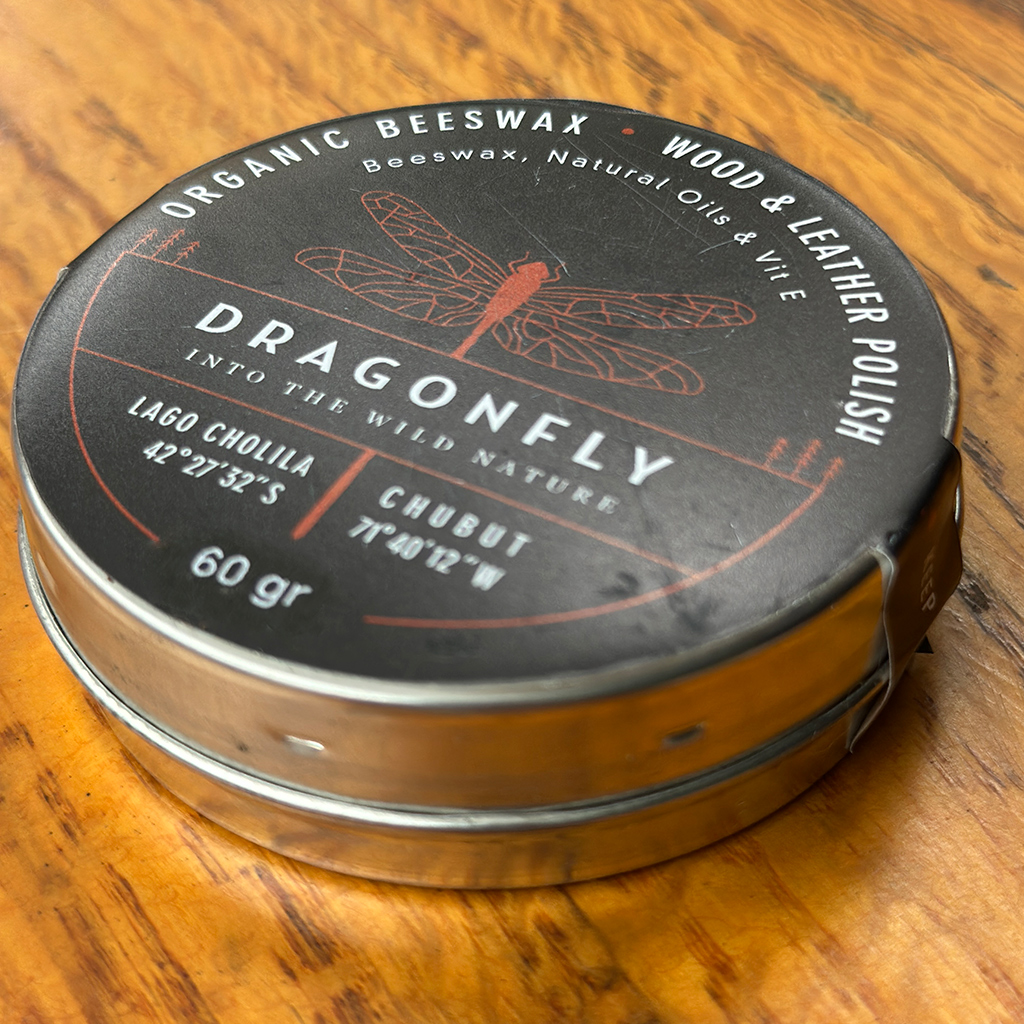 ORGANIC BEESWAX • WOOD & LEATHER POLISH
Beeswax, Natural Oils & Vit E
DRAGONFLY
INTO THE WILD NATURE
LAGO CHOLILA
42°27'32"S
CHUBUT
71°40'12"W
60 gr